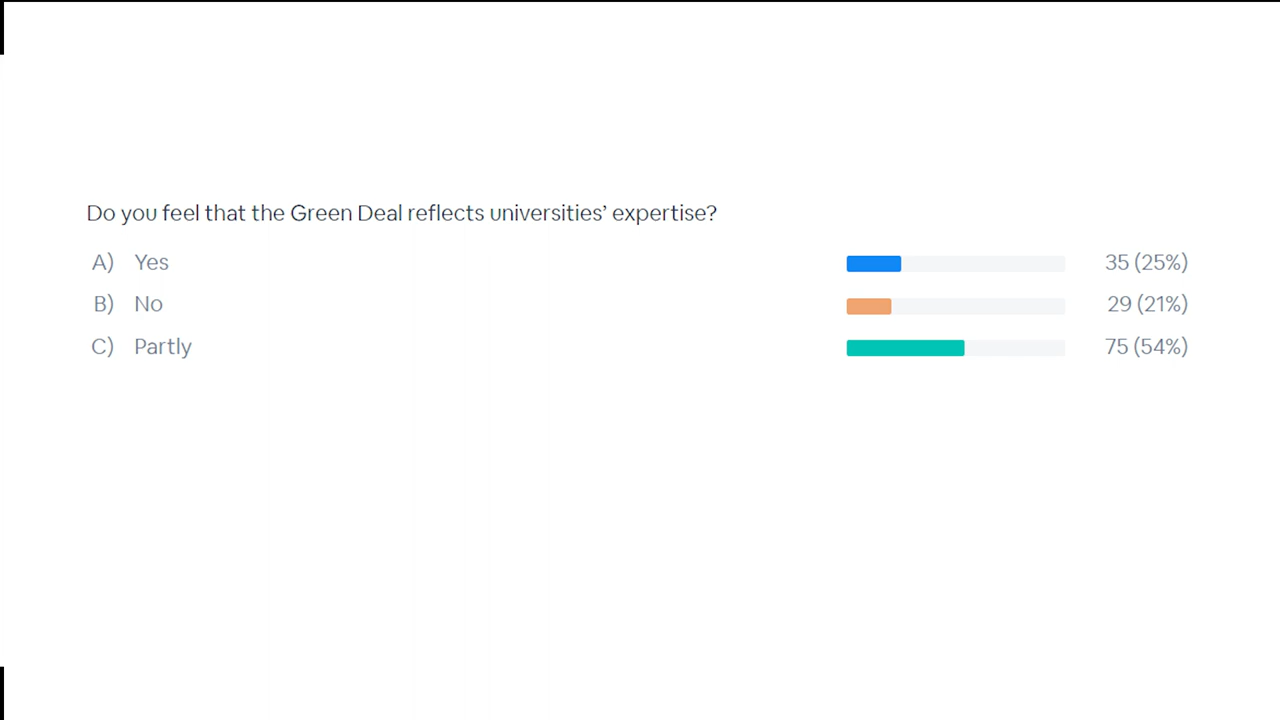 Do you feel that the Green Deal reflects universities’ expertise?
A) Yes 35 (25%)
B) No 29 (21%)
C) Partly 75 (54%)